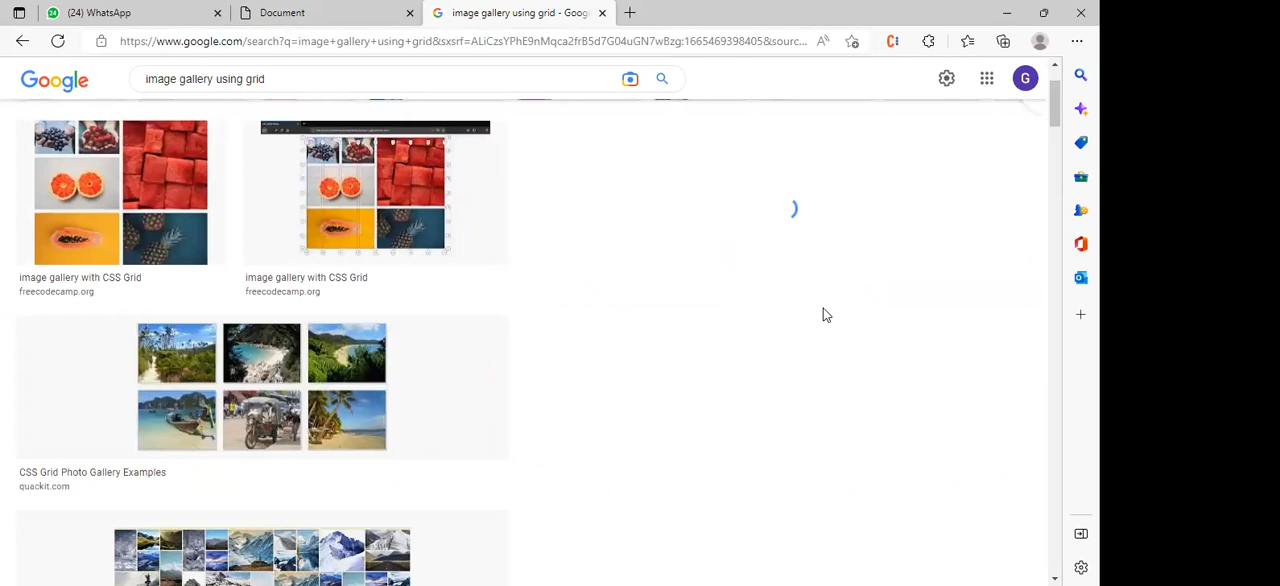 (24) WhatsApp
Document
image gallery using grid - Goog
https://www.google.com/search?q=image+gallery+using+grid&sxsrf=ALiCzsYPhE9nMqca2frB5d7G04uGN7wBzg:1665469398405&sourc...
Google
image gallery using grid
G
image gallery with CSS Grid
freecodecamp.org
image gallery with CSS Grid
freecodecamp.org
CSS Grid Photo Gallery Examples
quackit.com